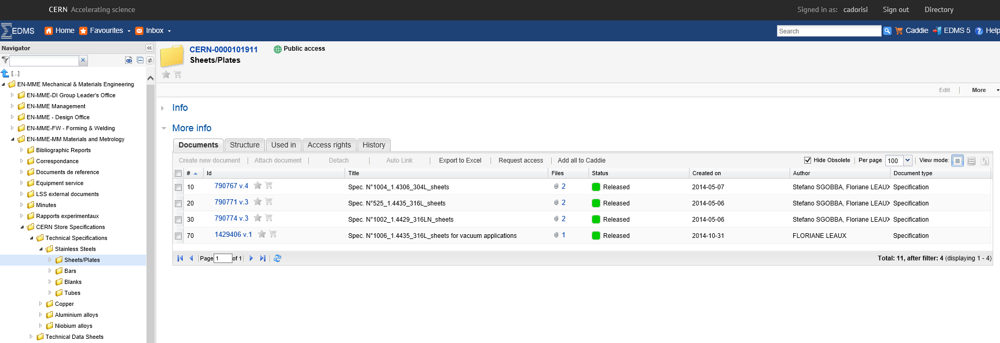 CERN Accelerating science Signed in as: cadorisi Sign out Directory
EDMS Home Favourites Inbox Search Caddie EDMS 5 Help
Navigator
CERN-0000101911 Public access
Sheets/Plates
[...]
EN-MME Mechanical & Materials Engineering
EN-MME-DI Group Leader's Office
EN-MME Management
EN-MME - Design Office
EN-MME-FW - Forming & Welding
EN-MME-MM Materials and Metrology
Bibliographic Reports
Correspondance
Documents de reference
Equipment service
LSS external documents
Minutes
Rapports experimentaux
CERN Store Specifications
Technical Specifications
Stainless Steels
Sheets/Plates
Bars
Blanks
Tubes
Copper
Aluminium alloys
Niobium alloys
Technical Data Sheets
Edit More
Info
More info
Documents Structure Used in Access rights History
Create new document Attach document Detach Auto Link Export to Excel Request access Add all to Caddie Hide Obsolete Per page 100 View mode:
# Id Title Files Status Created on Author Document type
10 790767 v.4 Spec. N°1004_1.4306_304L_sheets 2 Released 2014-05-07 Stefano SGOBBA, Floriane LEAUX Specification
20 790771 v.3 Spec. N°525_1.4435_316L_sheets 2 Released 2014-05-06 Stefano SGOBBA, Floriane LEAUX Specification
30 790774 v.3 Spec. N°1002_1.4429_316LN_sheets 2 Released 2014-05-06 Stefano SGOBBA, Floriane LEAUX Specification
70 1429406 v.1 Spec. N°1006_1.4435_316L_sheets for vacuum applications 1 Released 2014-10-31 FLORIANE LEAUX Specification
Page 1 of 1 Total: 11, after filter: 4 (displaying 1 - 4)